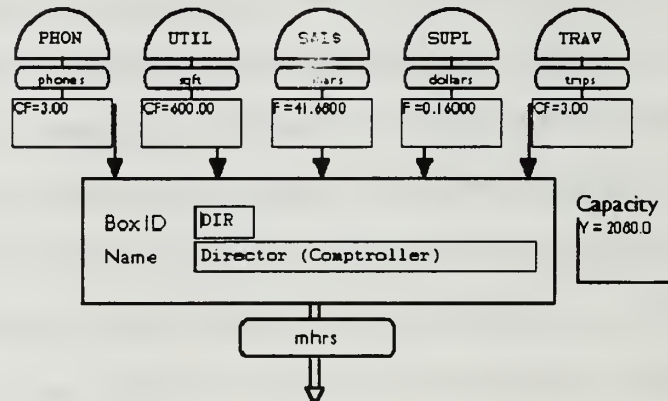 PHON UTIL SAL$ SUPL TRAV
phones sqft dollars trips
CF=3.00 CF=600.00 F=41.6800 F=0.16000 CF=3.00
Box ID DIR
Name Director (Comptroller)
Capacity
Y = 2080.0
mhrs